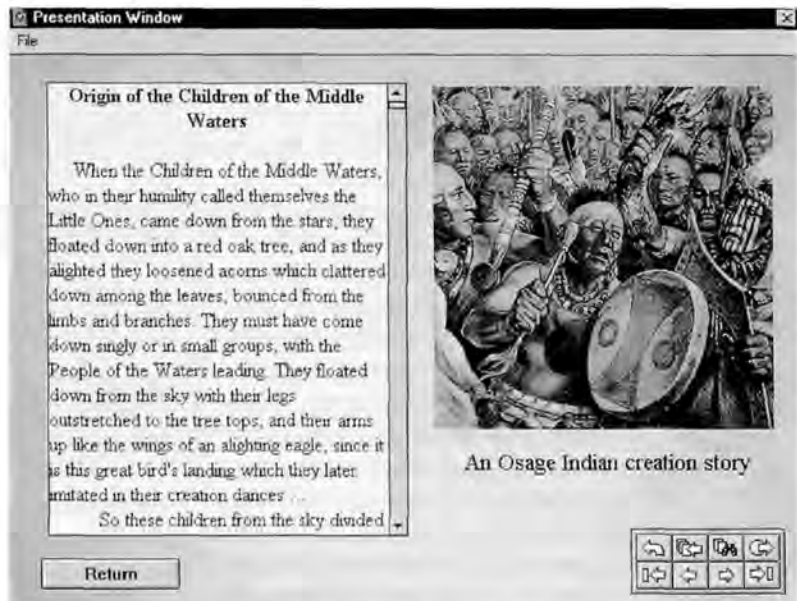 Presentation Window
File
Origin of the Children of the Middle
Waters
When the Children of the Middle Waters,
who in their humility called themselves the
Little Ones, came down from the stars, they
floated down into a red oak tree, and as they
alighted they loosened acorns which clattered
down among the leaves, bounced from the
limbs and branches. They must have come
down singly or in small groups, with the
People of the Waters leading. They floated
down from the sky with their legs
outstretched to the tree tops, and their arms
up like the wings of an alighting eagle, since it
is this great bird's landing which they later
imitated in their creation dances ...
So these children from the sky divided
An Osage Indian creation story
Return